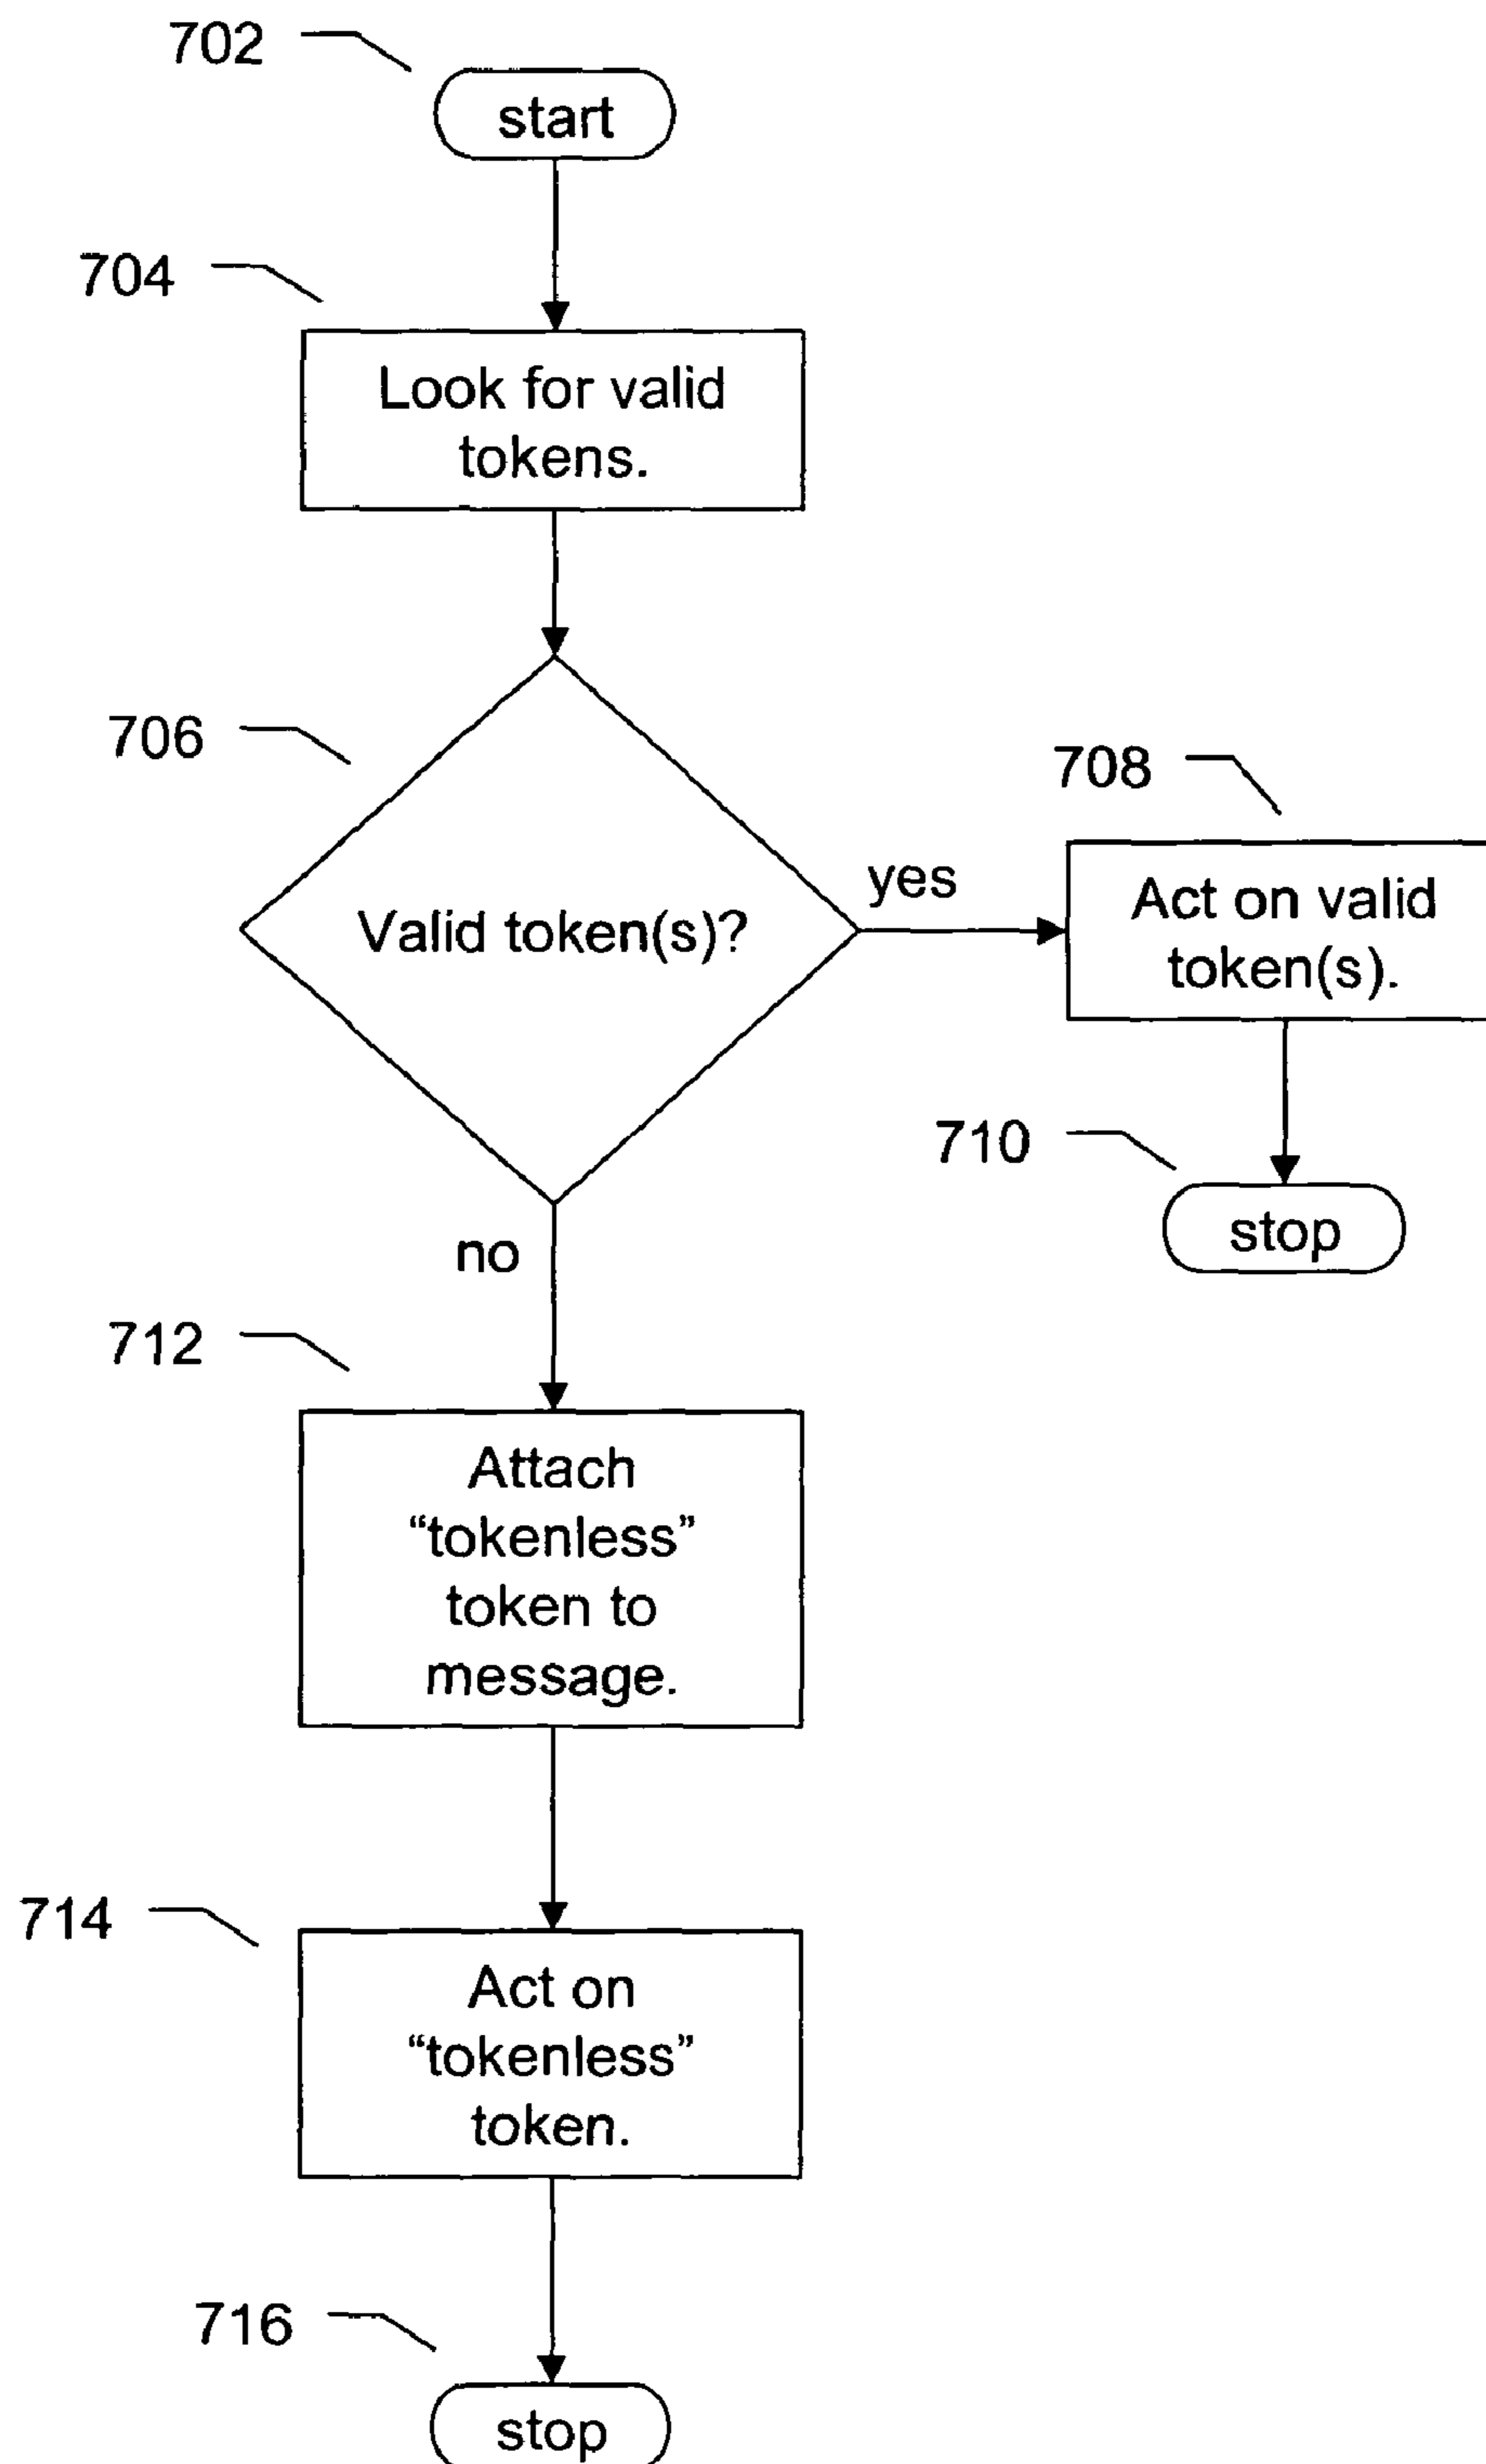 702
start
704
Look for valid
tokens.
706
Valid token(s)?
yes
708
Act on valid
token(s).
710
stop
no
712
Attach
“tokenless”
token to
message.
714
Act on
“tokenless”
token.
716
stop